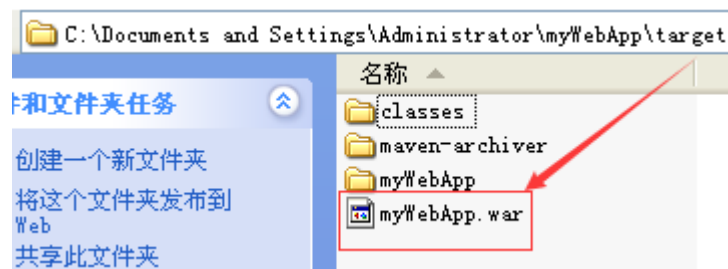 C:\Documents and Settings\Administrator\myWebApp\target
名称
件和文件夹任务
创建一个新文件夹
将这个文件夹发布到
Web
共享此文件夹
classes
maven-archiver
myWebApp
myWebApp.war